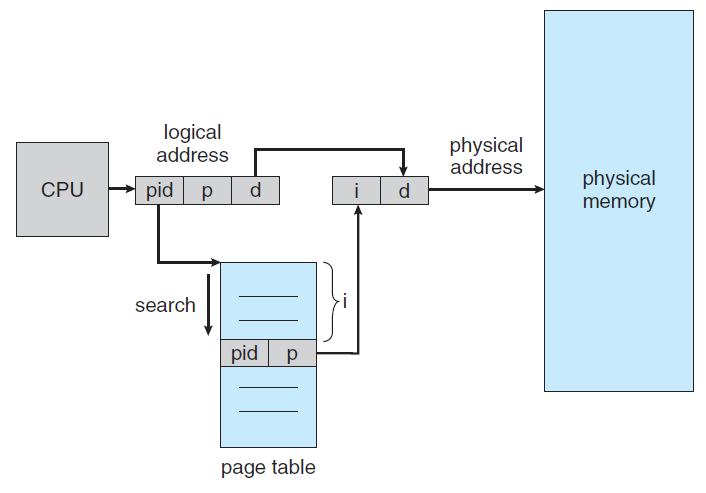 logical
address
physical
address
CPU
pid p d
i d
physical
memory
search
i
pid p
page table